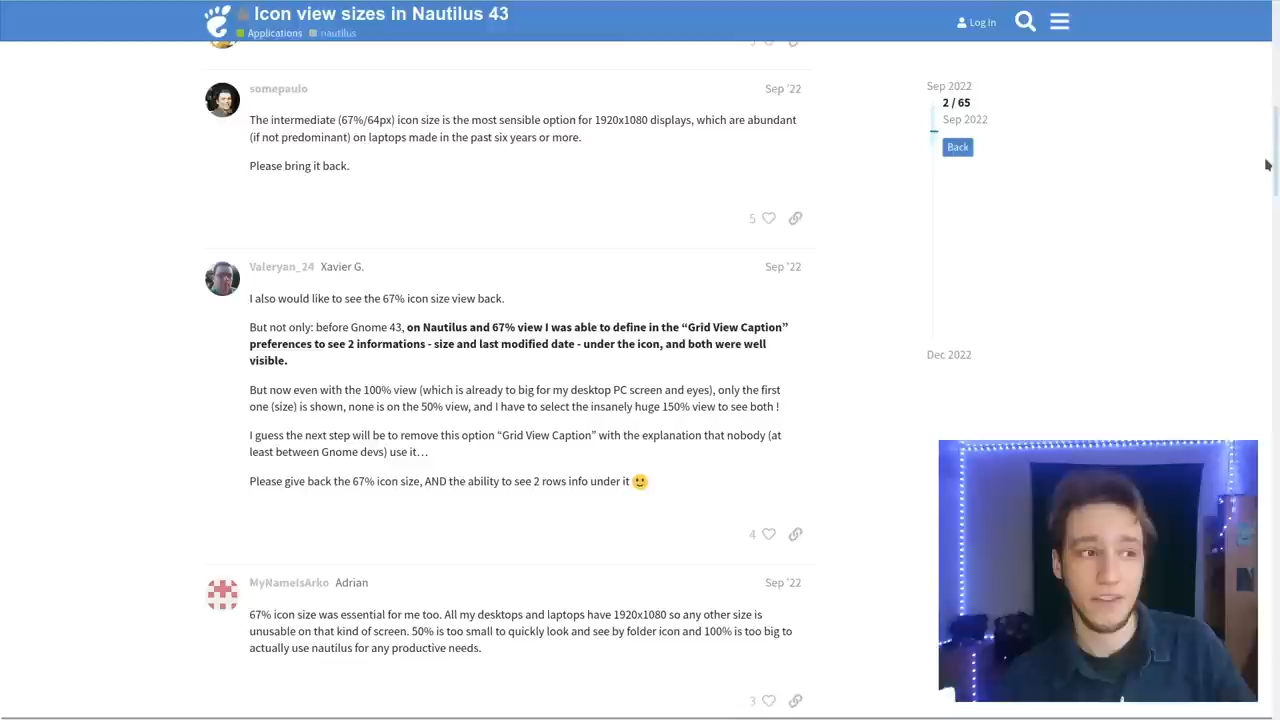 Icon view sizes in Nautilus 43
Applications nautilus
Log In
somepaulo Sep '22
The intermediate (67%/64px) icon size is the most sensible option for 1920x1080 displays, which are abundant
(if not predominant) on laptops made in the past six years or more.
Please bring it back.
5
Valeryan_24 Xavier G. Sep '22
I also would like to see the 67% icon size view back.
But not only: before Gnome 43, on Nautilus and 67% view I was able to define in the “Grid View Caption”
preferences to see 2 informations - size and last modified date - under the icon, and both were well
visible.
But now even with the 100% view (which is already to big for my desktop PC screen and eyes), only the first
one (size) is shown, none is on the 50% view, and I have to select the insanely huge 150% view to see both !
I guess the next step will be to remove this option “Grid View Caption” with the explanation that nobody (at
least between Gnome devs) use it…
Please give back the 67% icon size, AND the ability to see 2 rows info under it 🙂
4
MyNameIsArko Adrian Sep '22
67% icon size was essential for me too. All my desktops and laptops have 1920x1080 so any other size is
unusable on that kind of screen. 50% is too small to quickly look and see by folder icon and 100% is too big to
actually use nautilus for any productive needs.
3
Sep 2022
2 / 65
Sep 2022
Back
Dec 2022